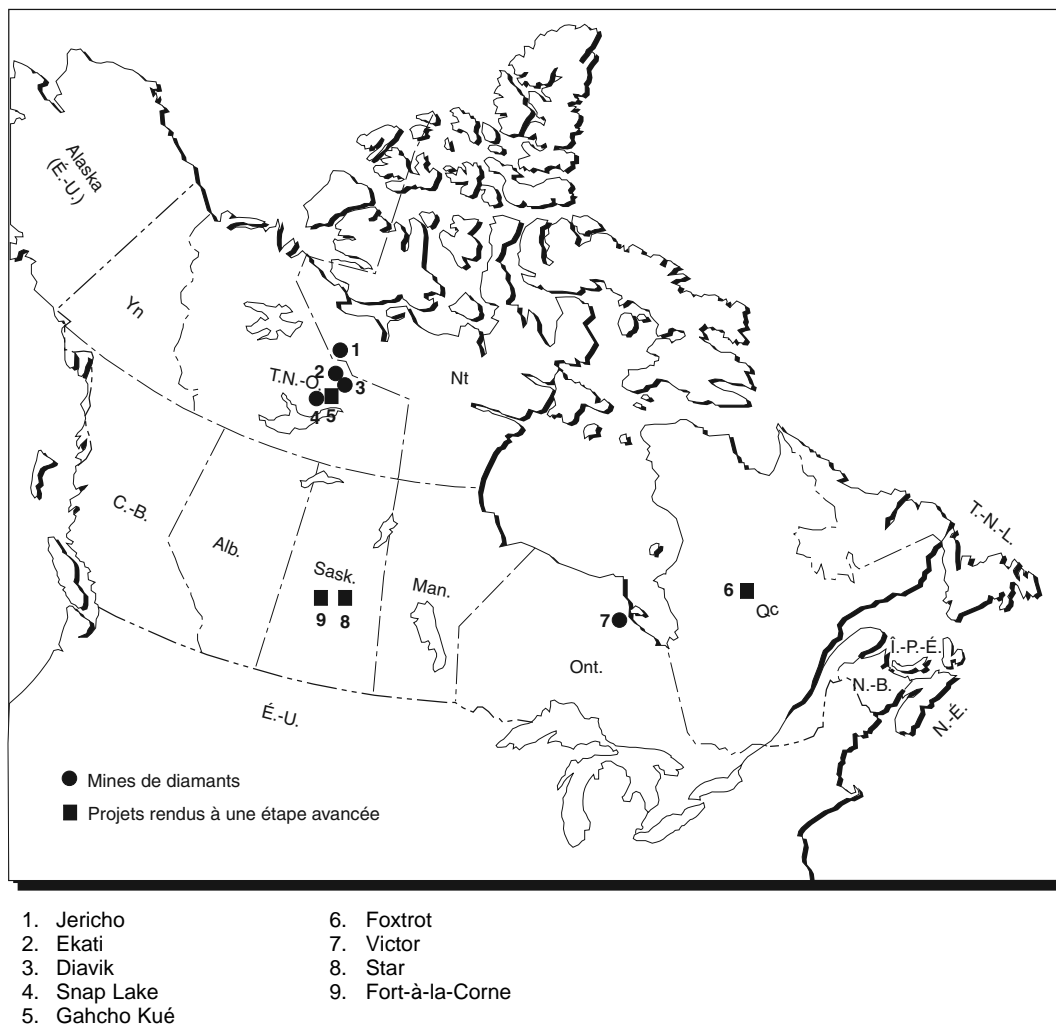 Alaska
(É.-U.)
Yn
1
2
T.N.-O.
3
Nt
4
5
C.-B.
Alb.
Sask.
Man.
9
8
7
Ont.
6
Qc
T.-N.-L.
Î.-P.-É.
N.-B.
N.-É.
É.-U.
Mines de diamants
Projets rendus à une étape avancée
1. Jericho
2. Ekati
3. Diavik
4. Snap Lake
5. Gahcho Kué
6. Foxtrot
7. Victor
8. Star
9. Fort-à-la-Corne